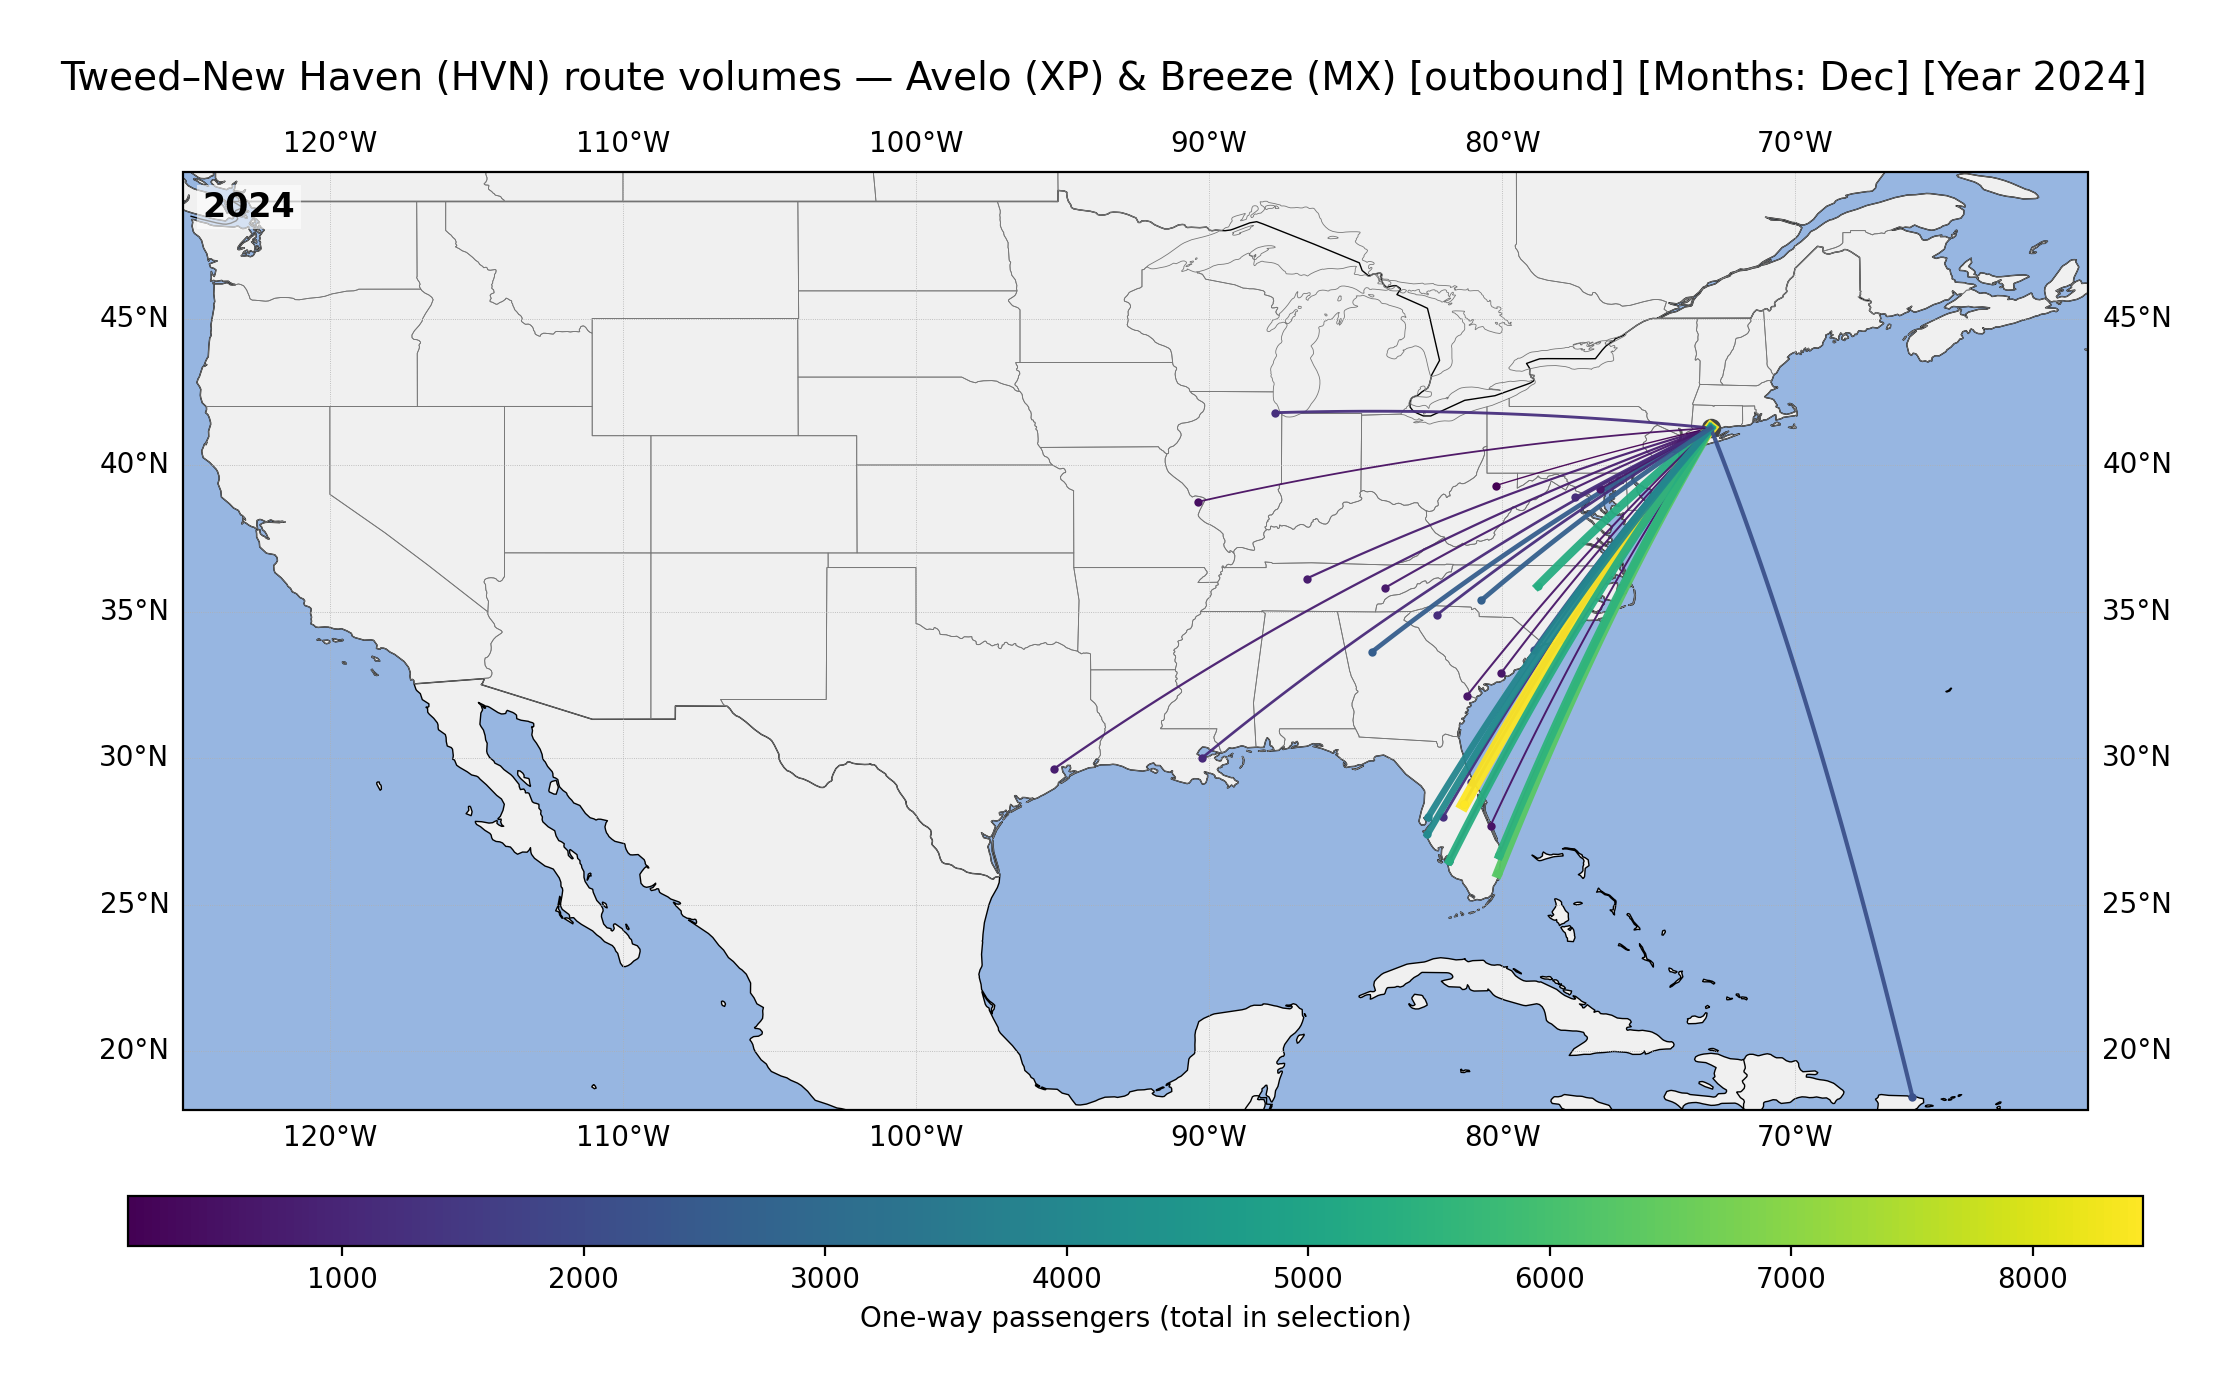 Tweed–New Haven (HVN) route volumes — Avelo (XP) & Breeze (MX) [outbound] [Months: Dec] [Year 2024]
120°W 110°W 100°W 90°W 80°W 70°W
2024
45°N 45°N
40°N 40°N
35°N 35°N
30°N 30°N
25°N 25°N
20°N 20°N
120°W 110°W 100°W 90°W 80°W 70°W
1000 2000 3000 4000 5000 6000 7000 8000
One-way passengers (total in selection)